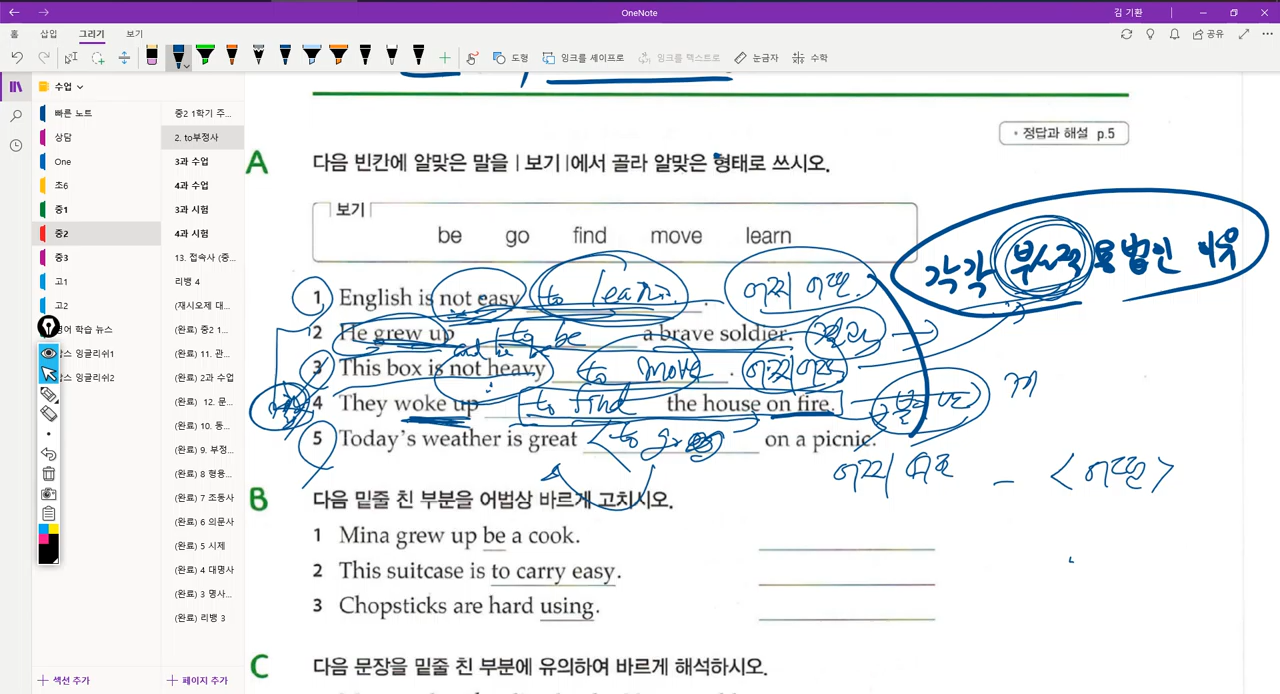 OneNote
김 기환
홈 삽입 그리기 보기
도형 잉크를 셰이프로 잉크를 텍스트로 눈금자 수학 공유
수업
빠른 노트
상담
One
초6
중1
중2
중3
고1
고2
영어 학습 뉴스
잉글리쉬1
잉글리쉬2
섹션 추가
중2 1학기 주...
2. to부정사
3과 수업
4과 수업
3과 시험
4과 시험
13. 접속사 (중...
리뱅 4
(재시오제 대...
(완료) 중2 1...
(완료) 11. 관...
(완료) 2과 수업
(완료) 12. 문...
(완료) 10. 동...
(완료) 9. 부정...
(완료) 8 형용...
(완료) 7 조동사
(완료) 6 의문사
(완료) 5 시제
(완료) 4 대명사
(완료) 3 명사...
(완료) 리뱅 3
페이지 추가
• 정답과 해설 p.5
A 다음 빈칸에 알맞은 말을 | 보기 |에서 골라 알맞은 형태로 쓰시오.
보기
be go find move learn
각각 부사적 용법인 이유
1 English is not easy to learn .
2 He grew up to be a brave soldier. 결과
and he be
3 This box is not heavy to move .
4 They woke up to find the house on fire.
5 Today's weather is great to go on a picnic.
B 다음 밑줄 친 부분을 어법상 바르게 고치시오.
1 Mina grew up be a cook.
2 This suitcase is to carry easy.
3 Chopsticks are hard using.
C 다음 문장을 밑줄 친 부분에 유의하여 바르게 해석하시오.